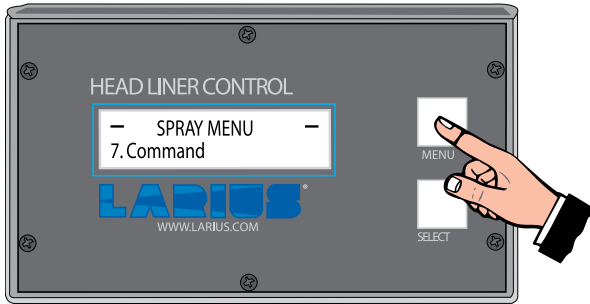 HEAD LINER CONTROL
– SPRAY MENU –
7. Command
MENU
LARIUS®
WWW.LARIUS.COM
SELECT